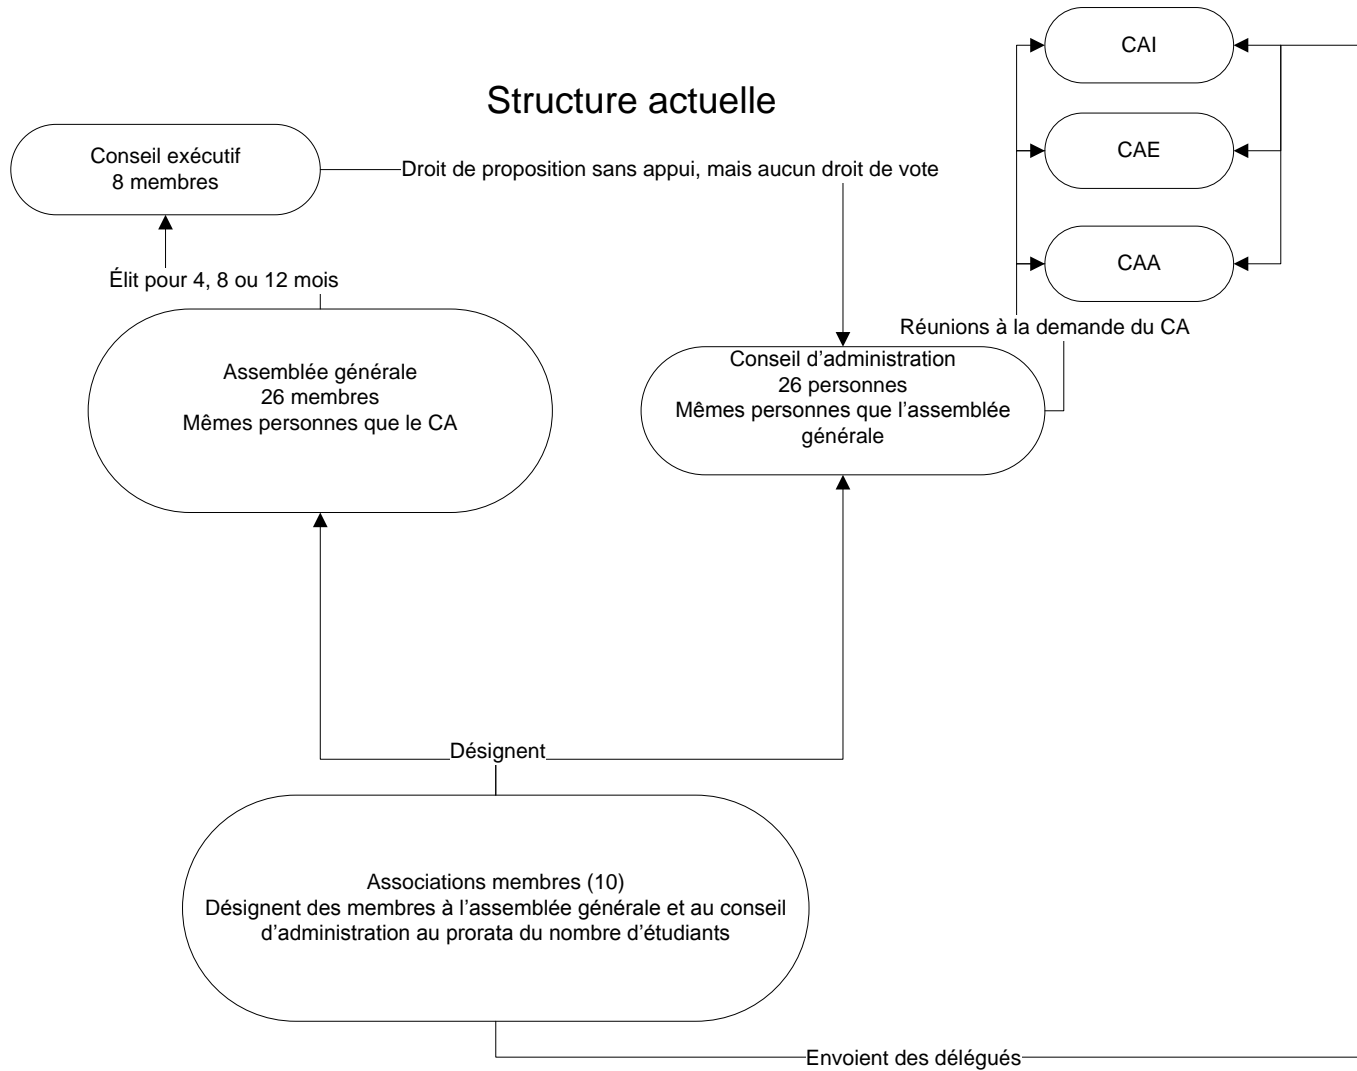 CAI
Structure actuelle
Conseil exécutif
8 membres
Droit de proposition sans appui, mais aucun droit de vote
CAE
CAA
Élit pour 4, 8 ou 12 mois
Réunions à la demande du CA
Assemblée générale
26 membres
Mêmes personnes que le CA
Conseil d’administration
26 personnes
Mêmes personnes que l’assemblée
générale
Désignent
Associations membres (10)
Désignent des membres à l’assemblée générale et au conseil
d’administration au prorata du nombre d’étudiants
Envoient des délégués